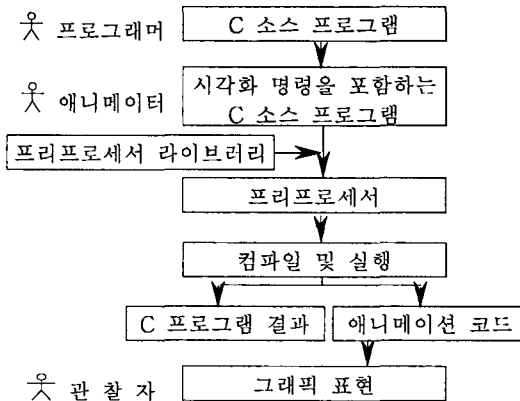 프로그래머
C 소스 프로그램
애니메이터
시각화 명령을 포함하는
C 소스 프로그램
프리프로세서 라이브러리
프리프로세서
컴파일 및 실행
C 프로그램 결과
애니메이션 코드
관 찰 자
그래픽 표현